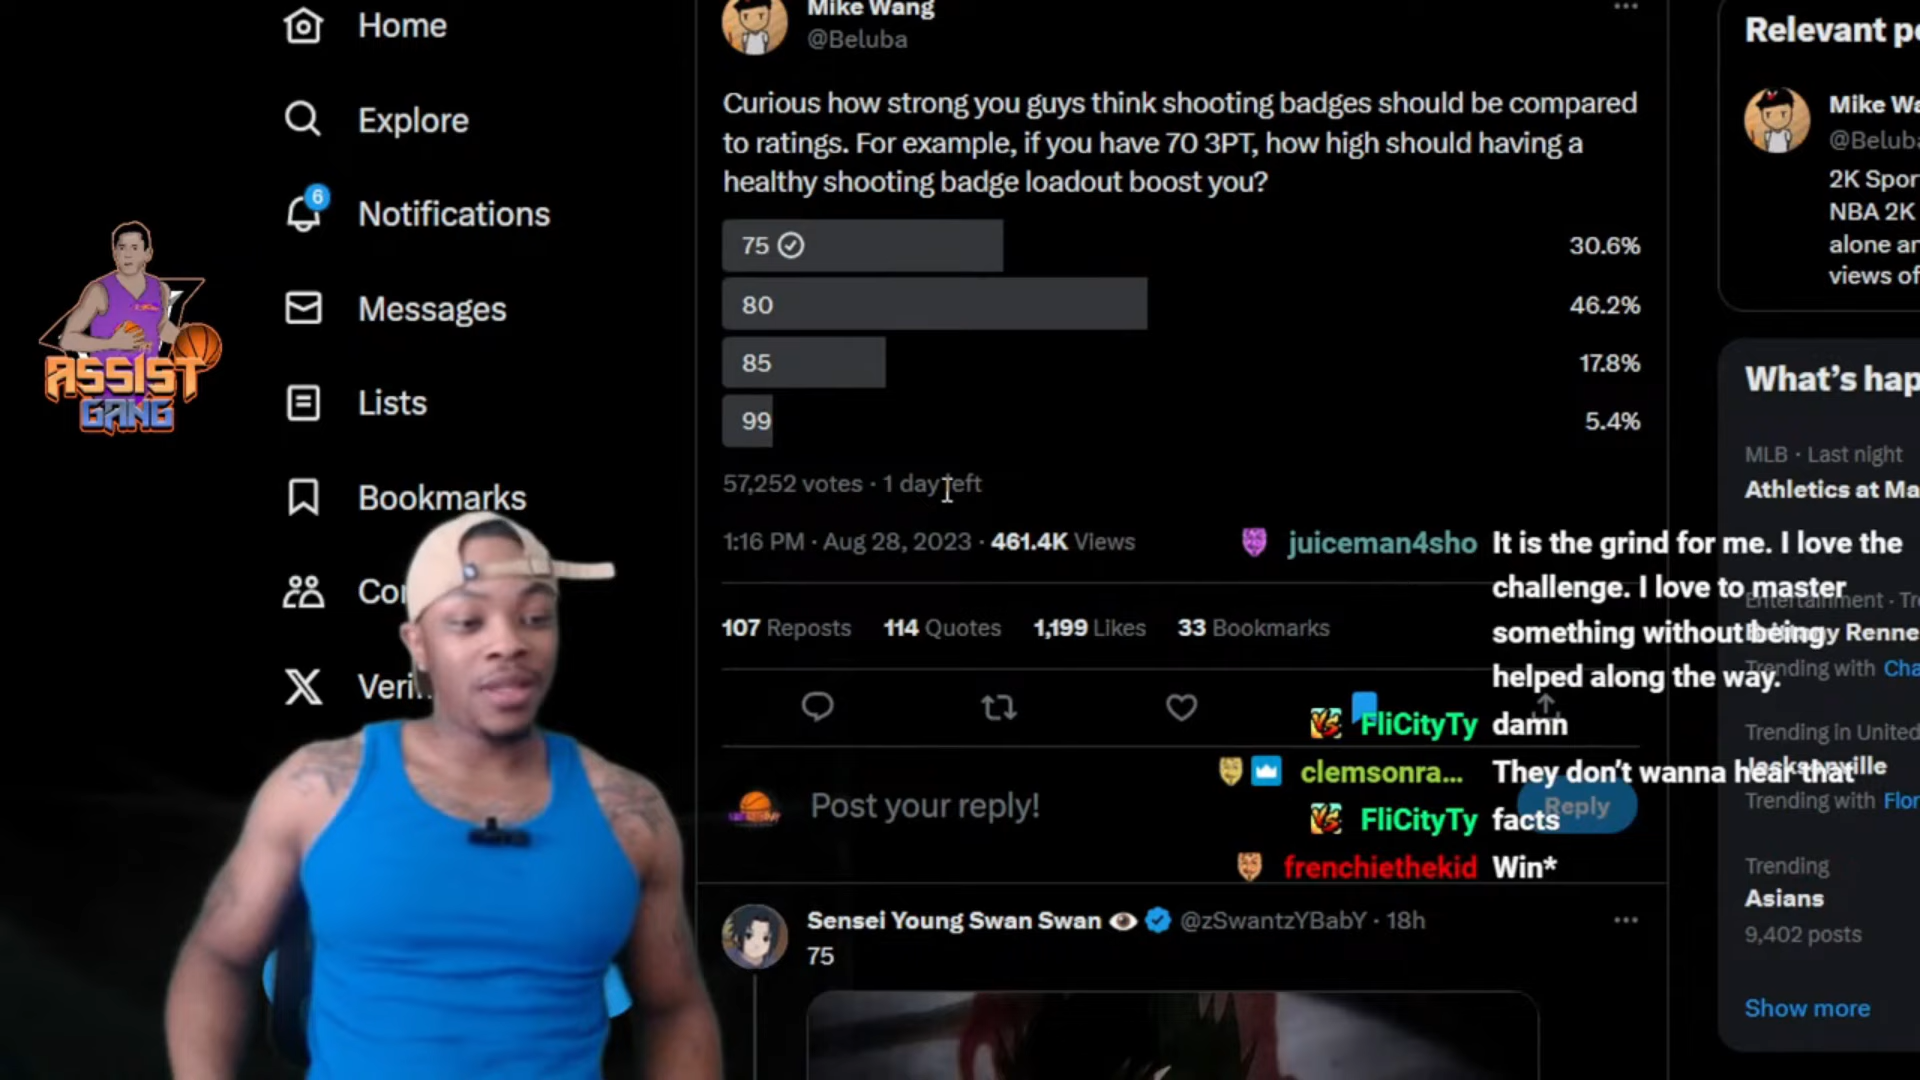 Home
Explore
6
Notifications
Messages
Lists
Bookmarks
ASSIST
GANG
Mike Wang
@Beluba
Curious how strong you guys think shooting badges should be compared
to ratings. For example, if you have 70 3PT, how high should having a
healthy shooting badge loadout boost you?
75 30.6%
80 46.2%
85 17.8%
99 5.4%
57,252 votes · 1 day left
1:16 PM · Aug 28, 2023 · 461.4K Views
107 Reposts 114 Quotes 1,199 Likes 33 Bookmarks
Post your reply!
Reply
Sensei Young Swan Swan @zSwantzYBabY · 18h
75
juiceman4sho It is the grind for me. I love the
challenge. I love to master
something without being
helped along the way.
FliCityTy damn
clemsonra... They don't wanna hear that
FliCityTy facts
frenchiethekid Win*
Relevant
Mike
2K
NBA 2K
alone
views of
What's
MLB · Last night
Athletics at
Entertainment
Renne
Trending with
Trending in United
Jacksonville
Trending with
Trending
Asians
9,402 posts
Show more